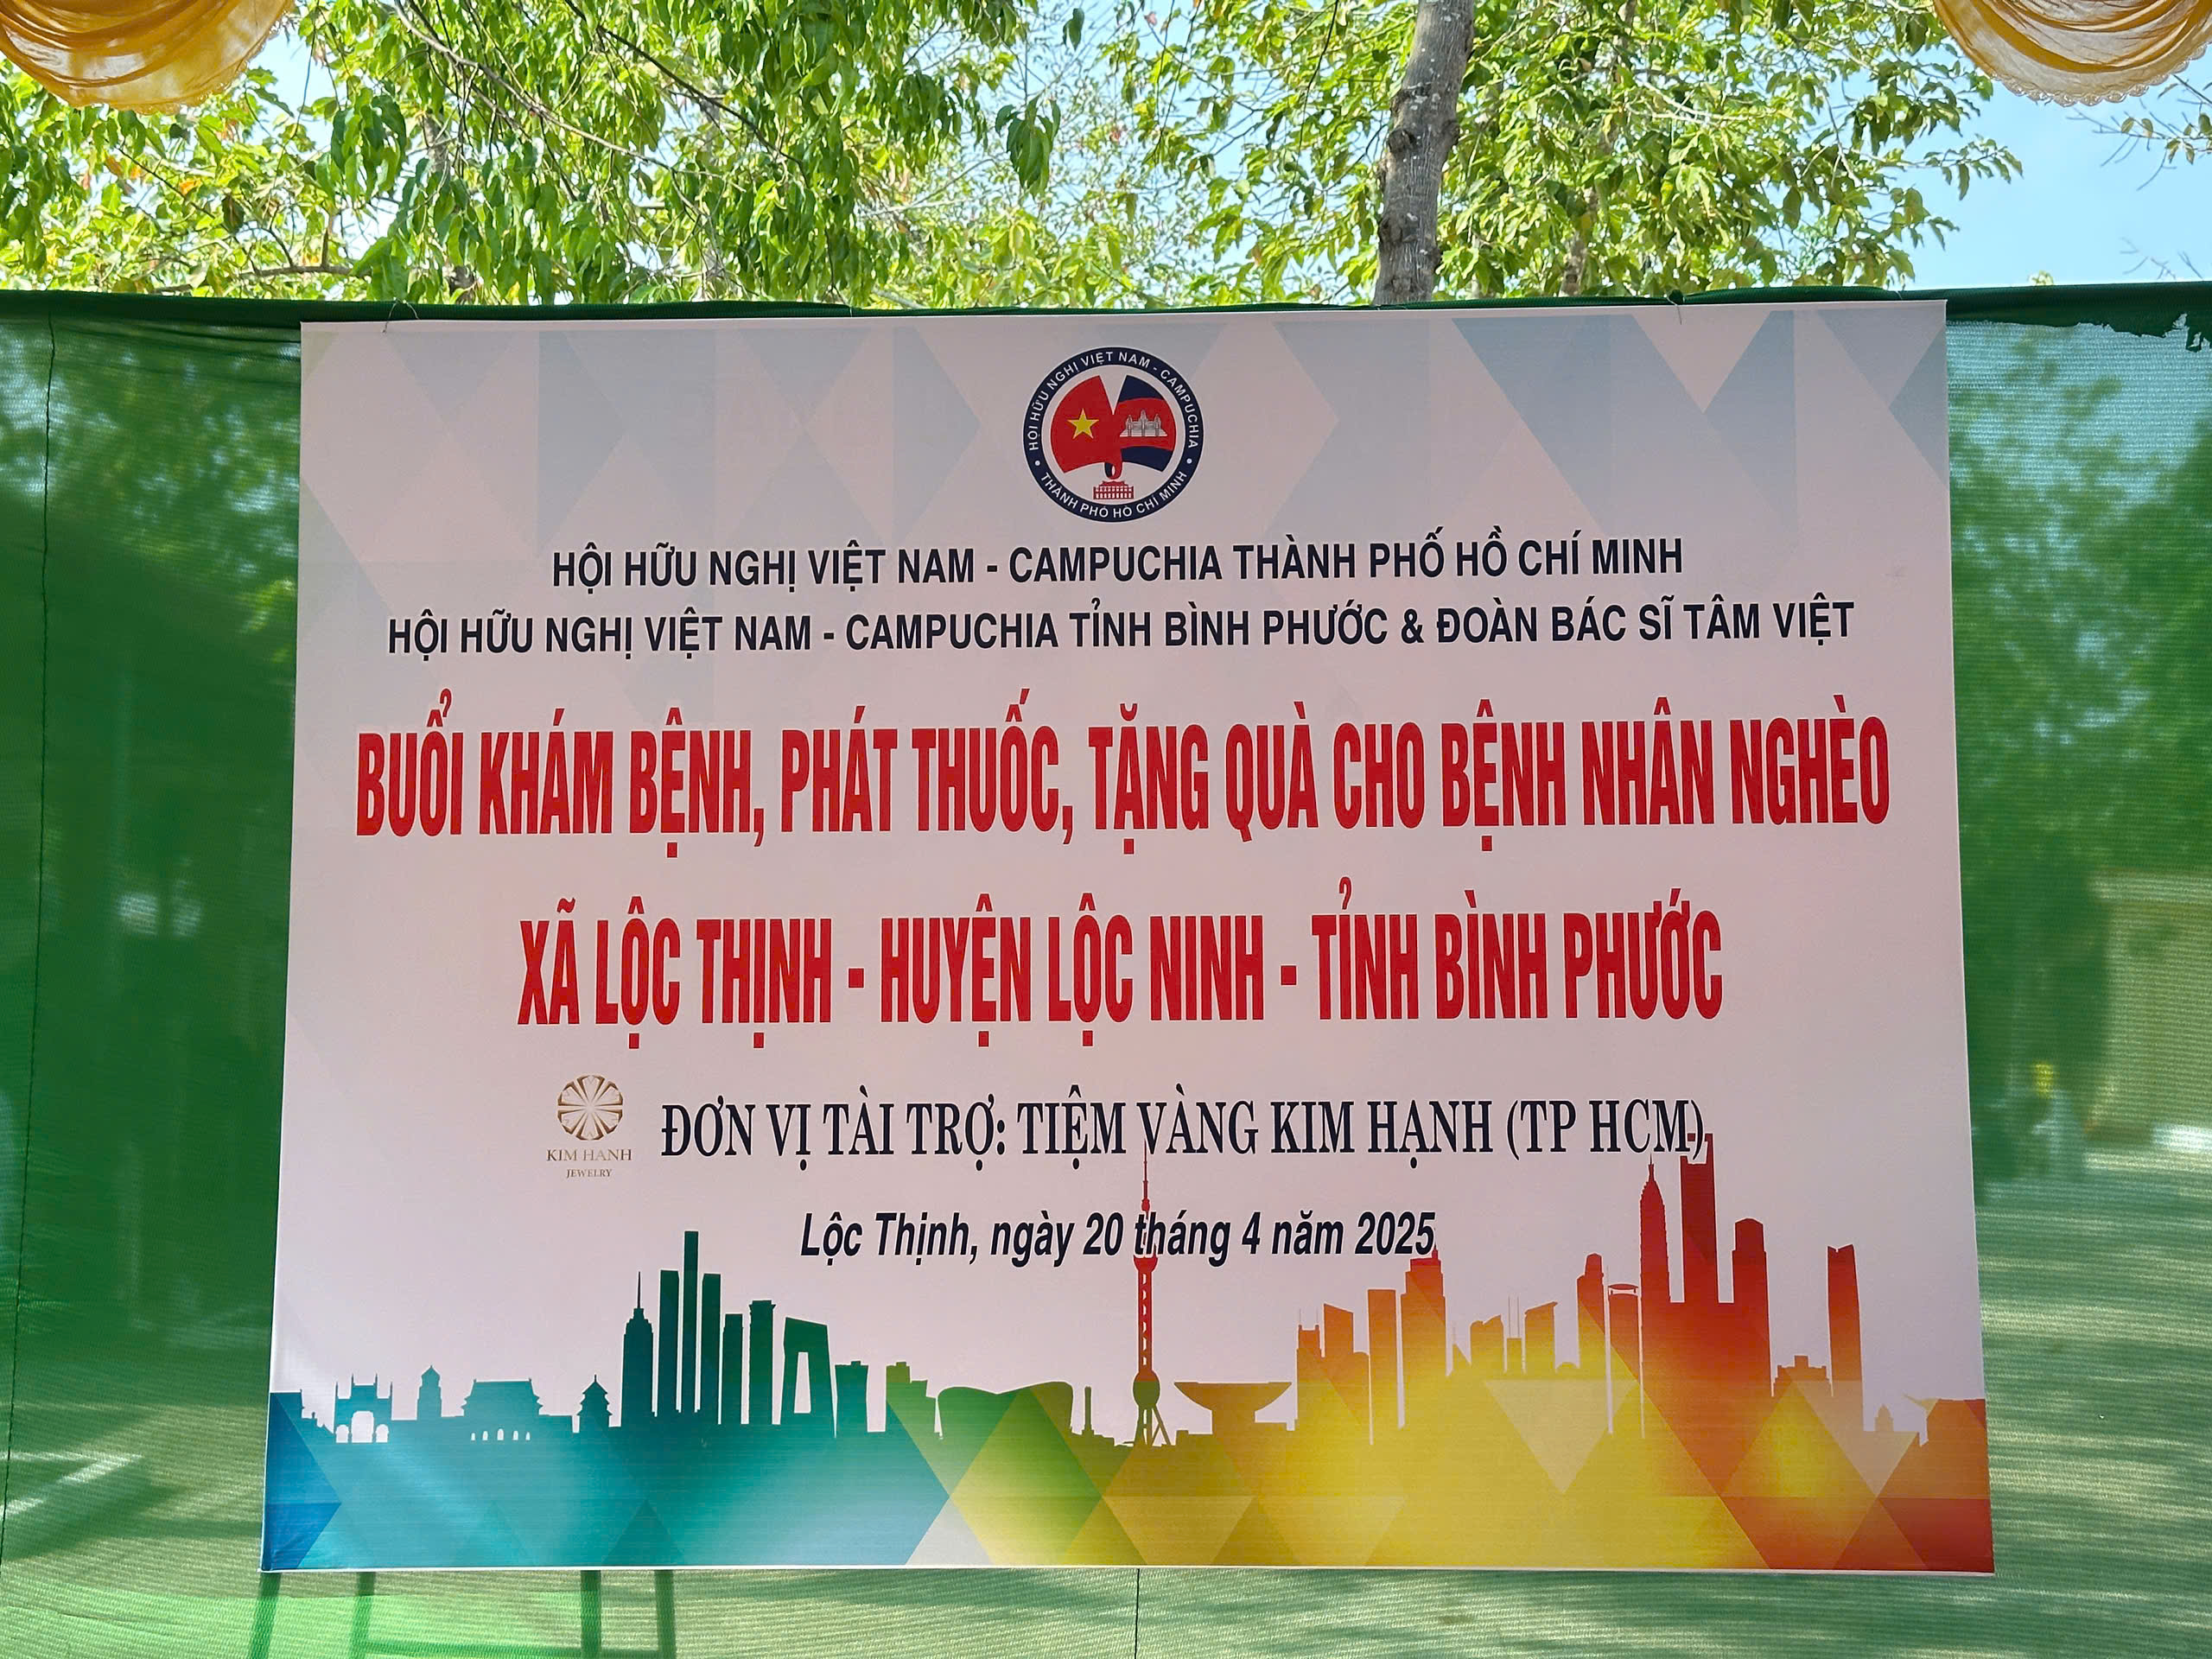 HỘI HỮU NGHỊ VIỆT NAM - CAMPUCHIA
THÀNH PHỐ HỒ CHÍ MINH
HỘI HỮU NGHỊ VIỆT NAM - CAMPUCHIA THÀNH PHỐ HỒ CHÍ MINH
HỘI HỮU NGHỊ VIỆT NAM - CAMPUCHIA TỈNH BÌNH PHƯỚC & ĐOÀN BÁC SĨ TÂM VIỆT
BUỔI KHÁM BỆNH, PHÁT THUỐC, TẶNG QUÀ CHO BỆNH NHÂN NGHÈO
XÃ LỘC THỊNH - HUYỆN LỘC NINH - TỈNH BÌNH PHƯỚC
KIM HẠNH
JEWELRY
ĐƠN VỊ TÀI TRỢ: TIỆM VÀNG KIM HẠNH (TP HCM)
Lộc Thịnh, ngày 20 tháng 4 năm 2025